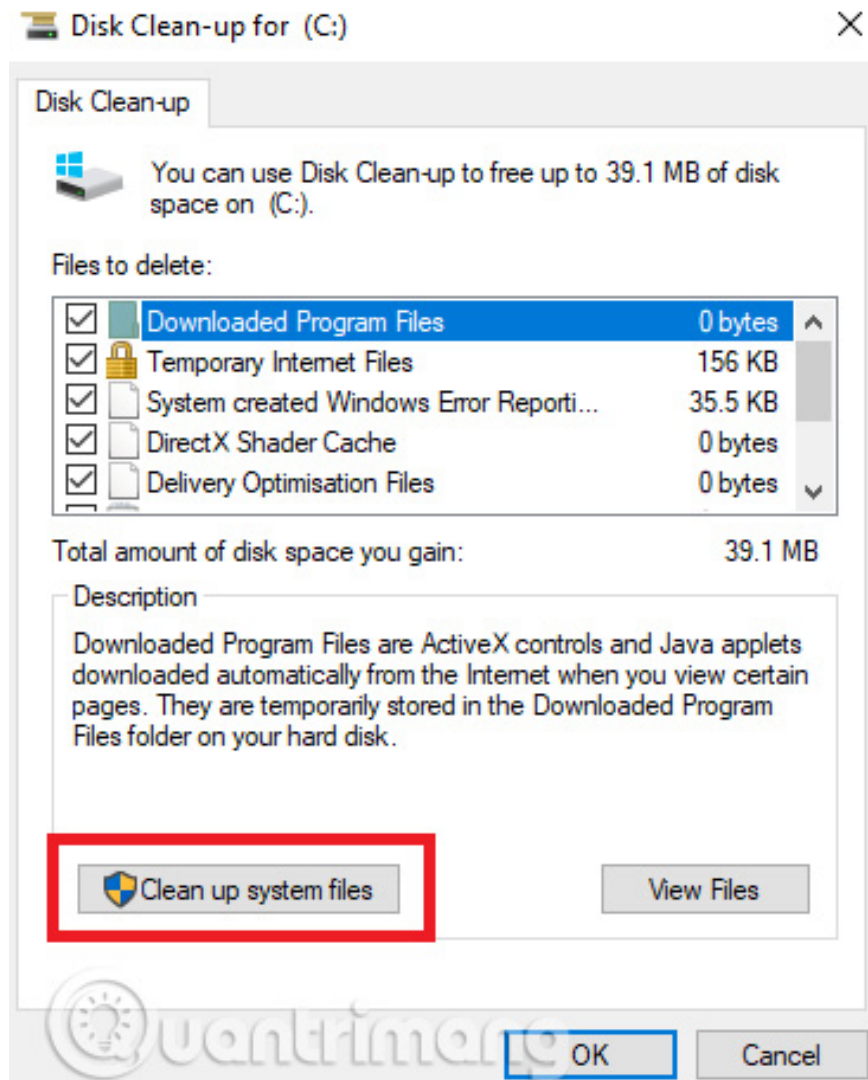 Disk Clean-up for (C:)
Disk Clean-up
You can use Disk Clean-up to free up to 39.1 MB of disk
space on (C:).
Files to delete:
Downloaded Program Files 0 bytes
Temporary Internet Files 156 KB
System created Windows Error Reporti... 35.5 KB
DirectX Shader Cache 0 bytes
Delivery Optimisation Files 0 bytes
Total amount of disk space you gain: 39.1 MB
Description
Downloaded Program Files are ActiveX controls and Java applets
downloaded automatically from the Internet when you view certain
pages. They are temporarily stored in the Downloaded Program
Files folder on your hard disk.
Clean up system files View Files
Quantrimang
OK Cancel